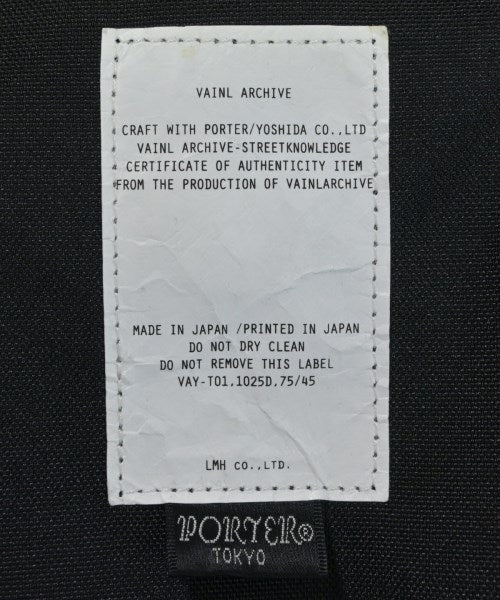 VAINL ARCHIVE
CRAFT WITH PORTER/YOSHIDA CO.,LTD
VAINL ARCHIVE-STREETKNOWLEDGE
CERTIFICATE OF AUTHENTICITY ITEM
FROM THE PRODUCTION OF VAINLARCHIVE
MADE IN JAPAN /PRINTED IN JAPAN
DO NOT DRY CLEAN
DO NOT REMOVE THIS LABEL
VAY-T01,1025D,75/45
LMH CO.,LTD.
PORTER®
TOKYO